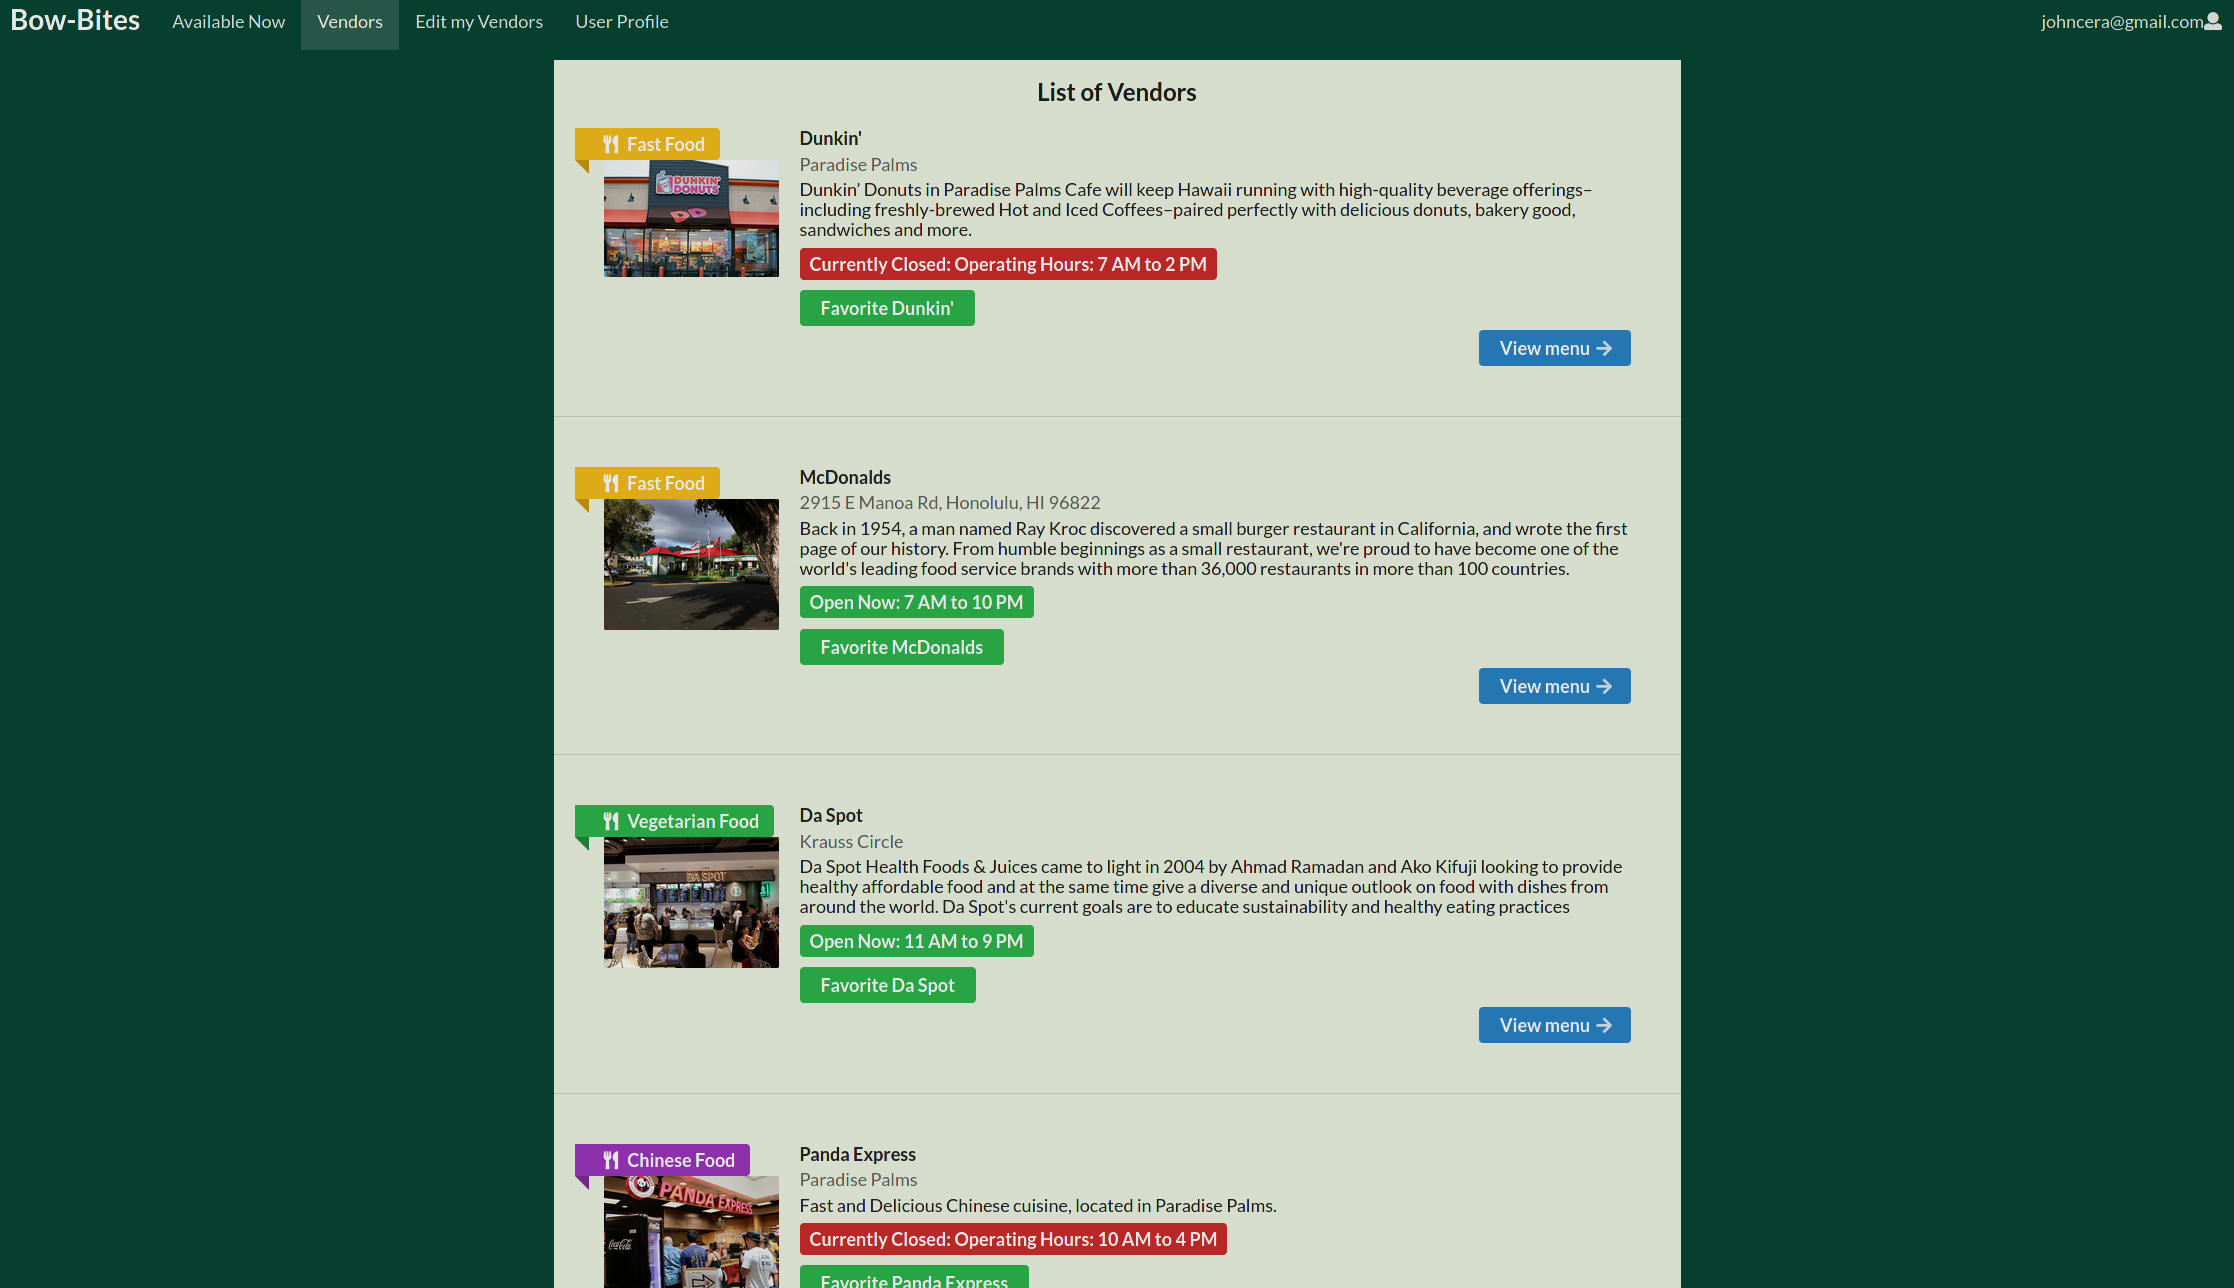 Bow-Bites
Available Now
Vendors
Edit my Vendors
User Profile
johncera@gmail.com
List of Vendors
Fast Food
DUNKIN'
DONUTS
DD
Dunkin'
Paradise Palms
Dunkin’ Donuts in Paradise Palms Cafe will keep Hawaii running with high-quality beverage offerings–
including freshly-brewed Hot and Iced Coffees–paired perfectly with delicious donuts, bakery good,
sandwiches and more.
Currently Closed: Operating Hours: 7 AM to 2 PM
Favorite Dunkin'
View menu
Fast Food
McDonalds
2915 E Manoa Rd, Honolulu, HI 96822
Back in 1954, a man named Ray Kroc discovered a small burger restaurant in California, and wrote the first
page of our history. From humble beginnings as a small restaurant, we're proud to have become one of the
world's leading food service brands with more than 36,000 restaurants in more than 100 countries.
Open Now: 7 AM to 10 PM
Favorite McDonalds
View menu
Vegetarian Food
DA SPOT
Da Spot
Krauss Circle
Da Spot Health Foods & Juices came to light in 2004 by Ahmad Ramadan and Ako Kifuji looking to provide
healthy affordable food and at the same time give a diverse and unique outlook on food with dishes from
around the world. Da Spot's current goals are to educate sustainability and healthy eating practices
Open Now: 11 AM to 9 PM
Favorite Da Spot
View menu
Chinese Food
PANDA EXPRESS
Coca-Cola
Panda Express
Paradise Palms
Fast and Delicious Chinese cuisine, located in Paradise Palms.
Currently Closed: Operating Hours: 10 AM to 4 PM
Favorite Panda Express